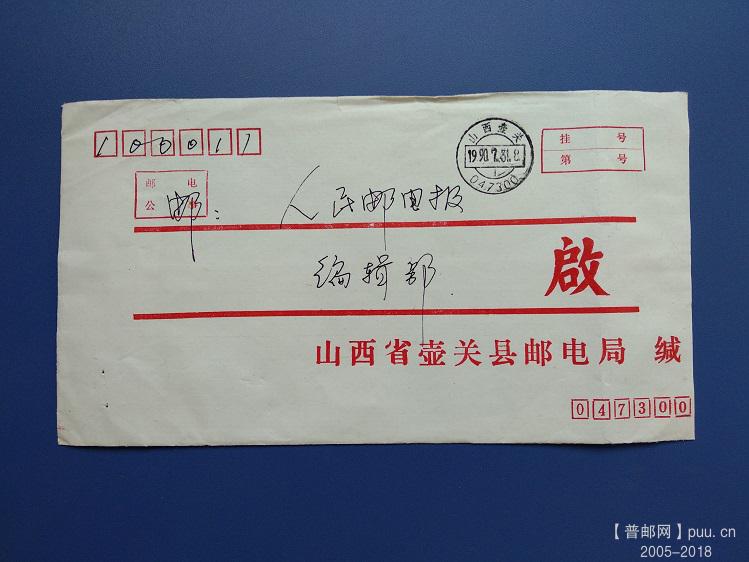 100011
山西壶关
1990.7.31.8
1
047300
挂 号
第 号
邮 电
公
邮: 人民邮电报
编辑部
啟
山西省壶关县邮电局 缄
047300
【普邮网】puu.cn
2005-2018